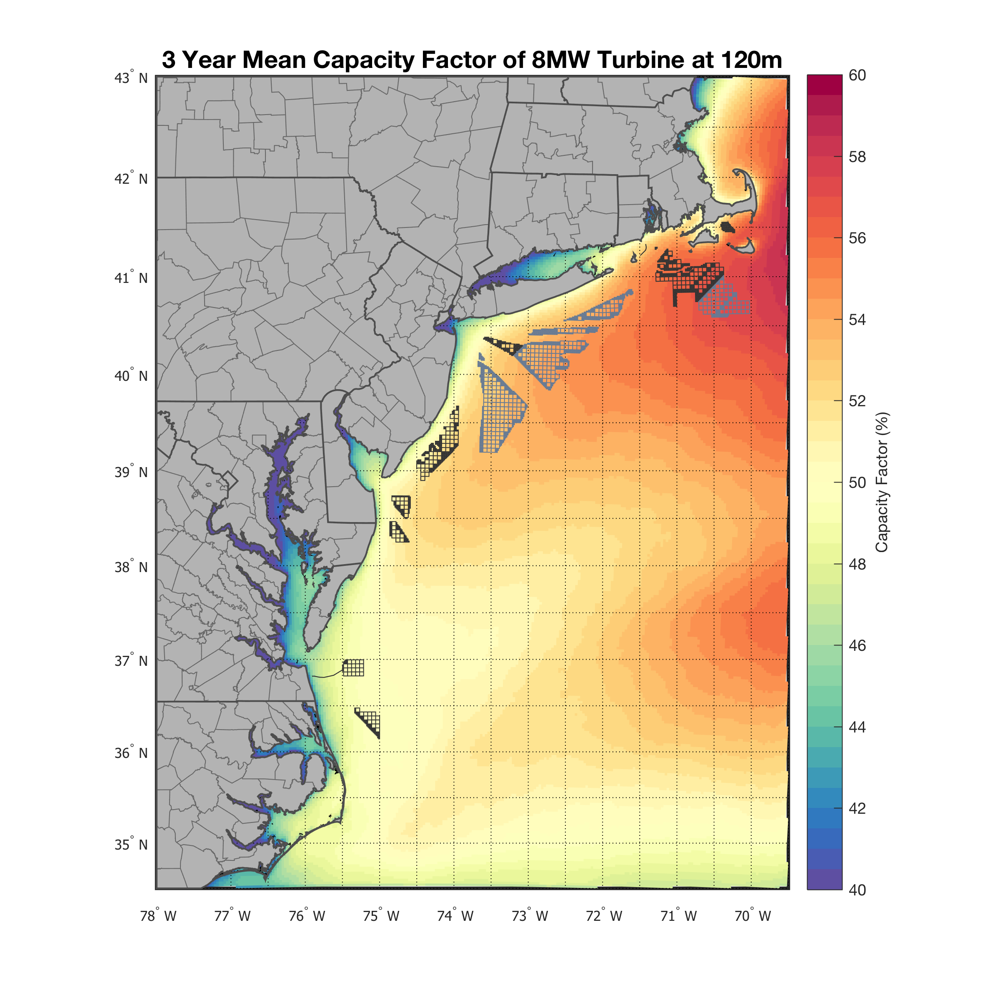 3 Year Mean Capacity Factor of 8MW Turbine at 120m
43° N
42° N
41° N
40° N
39° N
38° N
37° N
36° N
35° N
78° W 77° W 76° W 75° W 74° W 73° W 72° W 71° W 70° W
60
58
56
54
52
50
48
46
44
42
40
Capacity Factor (%)